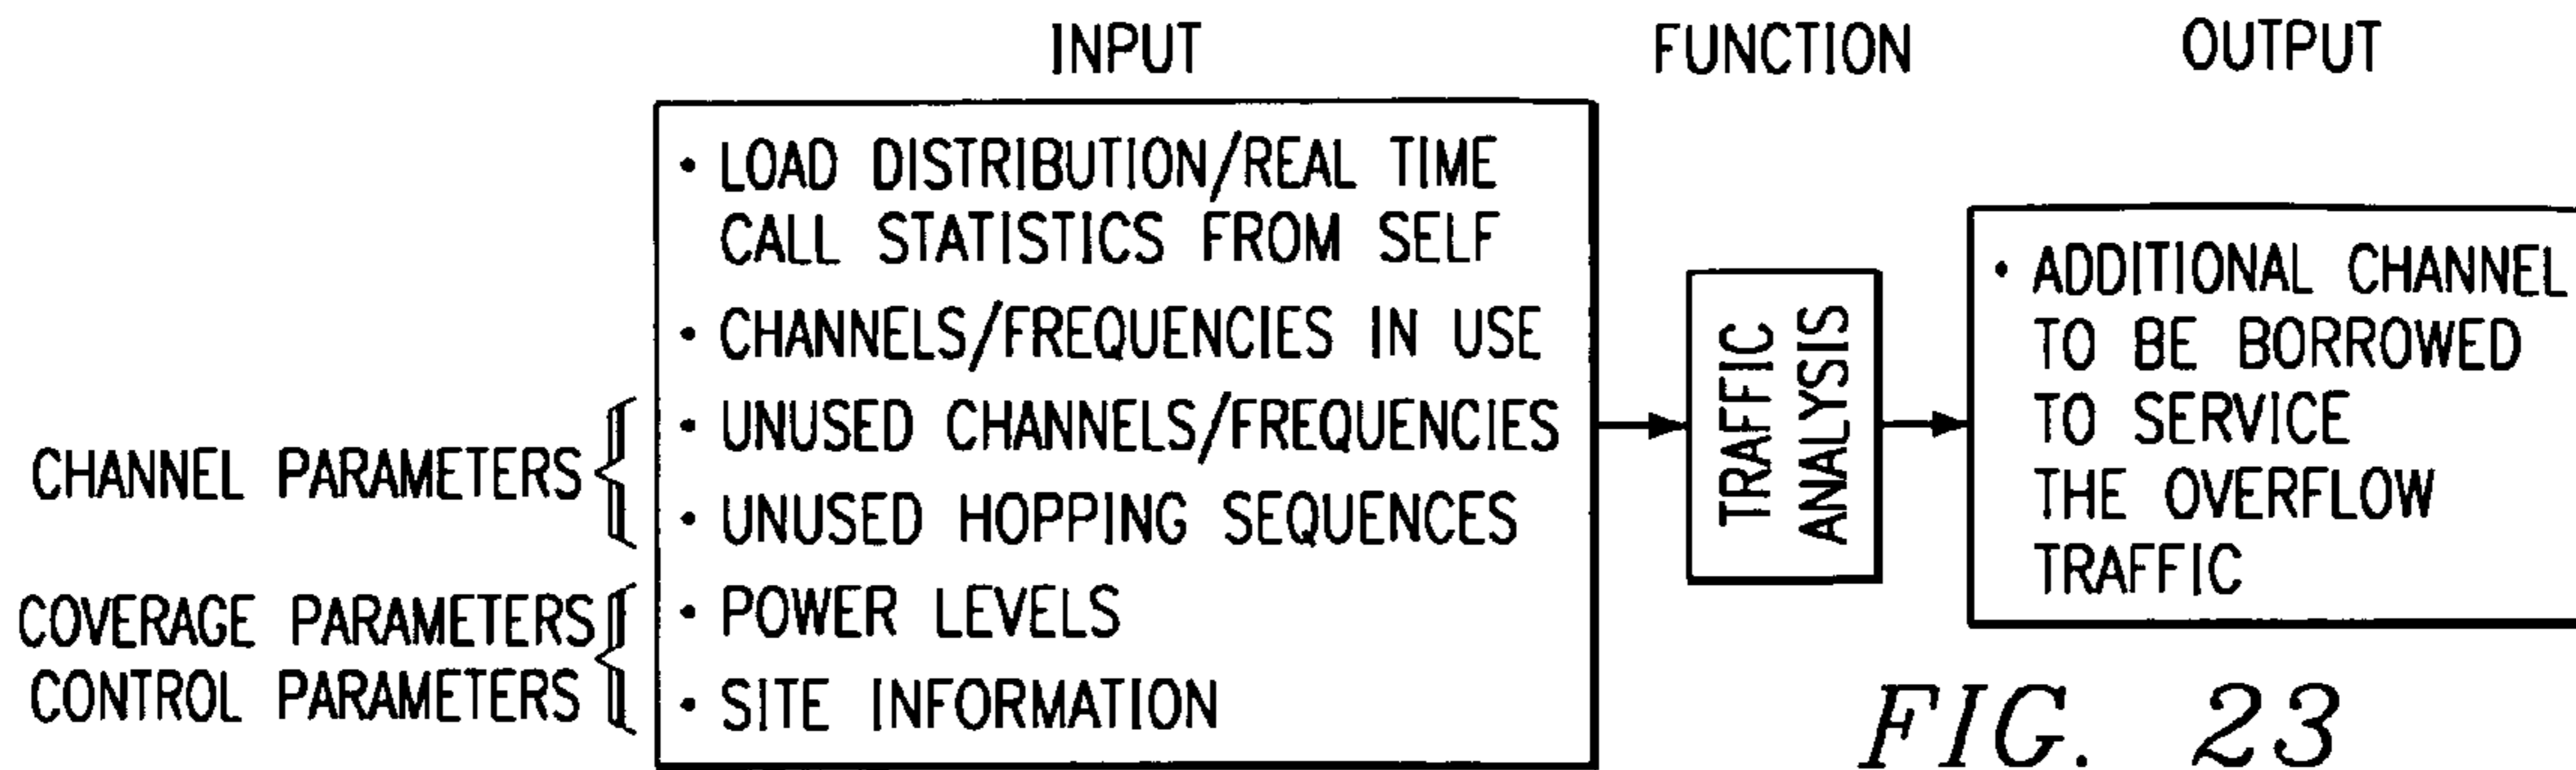 INPUT
FUNCTION
OUTPUT
• LOAD DISTRIBUTION/REAL TIME
CALL STATISTICS FROM SELF
• CHANNELS/FREQUENCIES IN USE
• UNUSED CHANNELS/FREQUENCIES
• UNUSED HOPPING SEQUENCES
• POWER LEVELS
• SITE INFORMATION
CHANNEL PARAMETERS
COVERAGE PARAMETERS
CONTROL PARAMETERS
TRAFFIC
ANALYSIS
• ADDITIONAL CHANNEL
TO BE BORROWED
TO SERVICE
THE OVERFLOW
TRAFFIC
FIG. 23